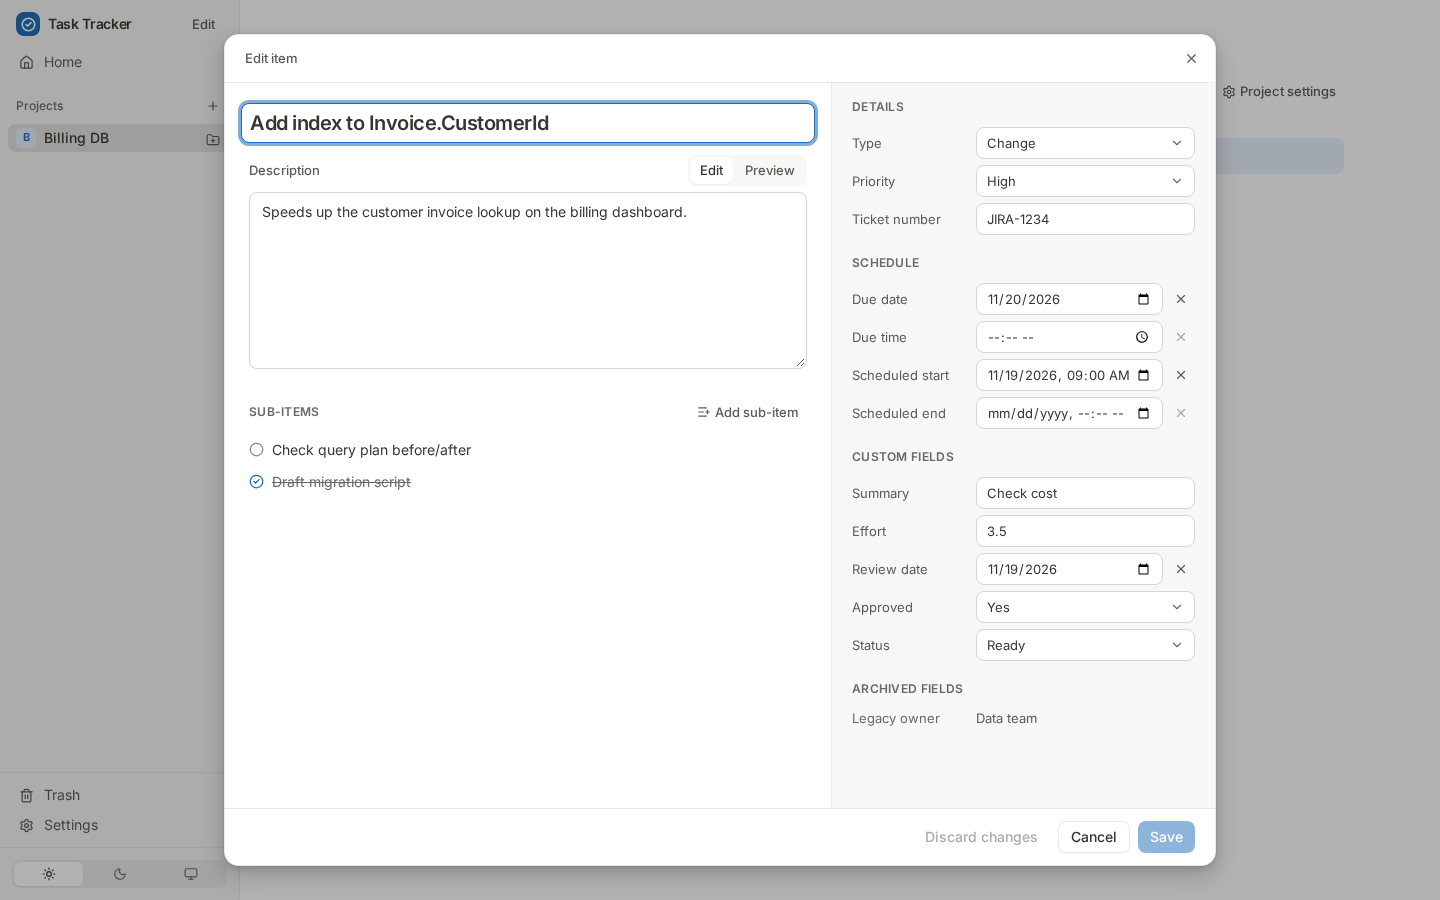 Task Tracker
Edit
Home
Projects
B Billing DB
Trash
Settings
Project settings
Edit item
Add index to Invoice.CustomerId
Description
Edit
Preview
Speeds up the customer invoice lookup on the billing dashboard.
SUB-ITEMS
Add sub-item
Check query plan before/after
Draft migration script
DETAILS
Type Change
Priority High
Ticket number JIRA-1234
SCHEDULE
Due date 11/20/2026
Due time --:-- --
Scheduled start 11/19/2026, 09:00 AM
Scheduled end mm/dd/yyyy, --:-- --
CUSTOM FIELDS
Summary Check cost
Effort 3.5
Review date 11/19/2026
Approved Yes
Status Ready
ARCHIVED FIELDS
Legacy owner Data team
Discard changes
Cancel
Save